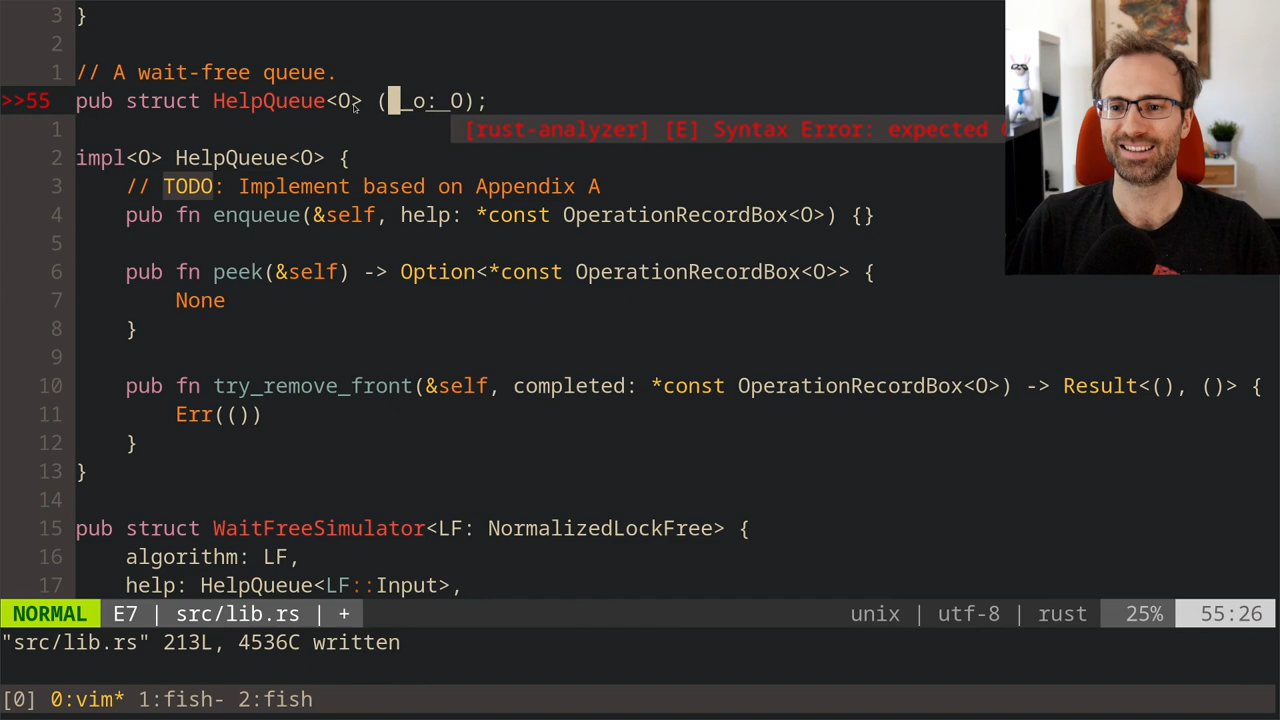 3 }
2
1 // A wait-free queue.
>>55 pub struct HelpQueue<O> ( _o: O);
1 [rust-analyzer] [E] Syntax Error: expected
2 impl<O> HelpQueue<O> {
3 // TODO: Implement based on Appendix A
4 pub fn enqueue(&self, help: *const OperationRecordBox<O>) {}
5
6 pub fn peek(&self) -> Option<*const OperationRecordBox<O>> {
7 None
8 }
9
10 pub fn try_remove_front(&self, completed: *const OperationRecordBox<O>) -> Result<(), ()> {
11 Err(())
12 }
13 }
14
15 pub struct WaitFreeSimulator<LF: NormalizedLockFree> {
16 algorithm: LF,
17 help: HelpQueue<LF::Input>,
NORMAL E7 | src/lib.rs | + unix | utf-8 | rust 25% 55:26
"src/lib.rs" 213L, 4536C written
[0] 0:vim* 1:fish- 2:fish